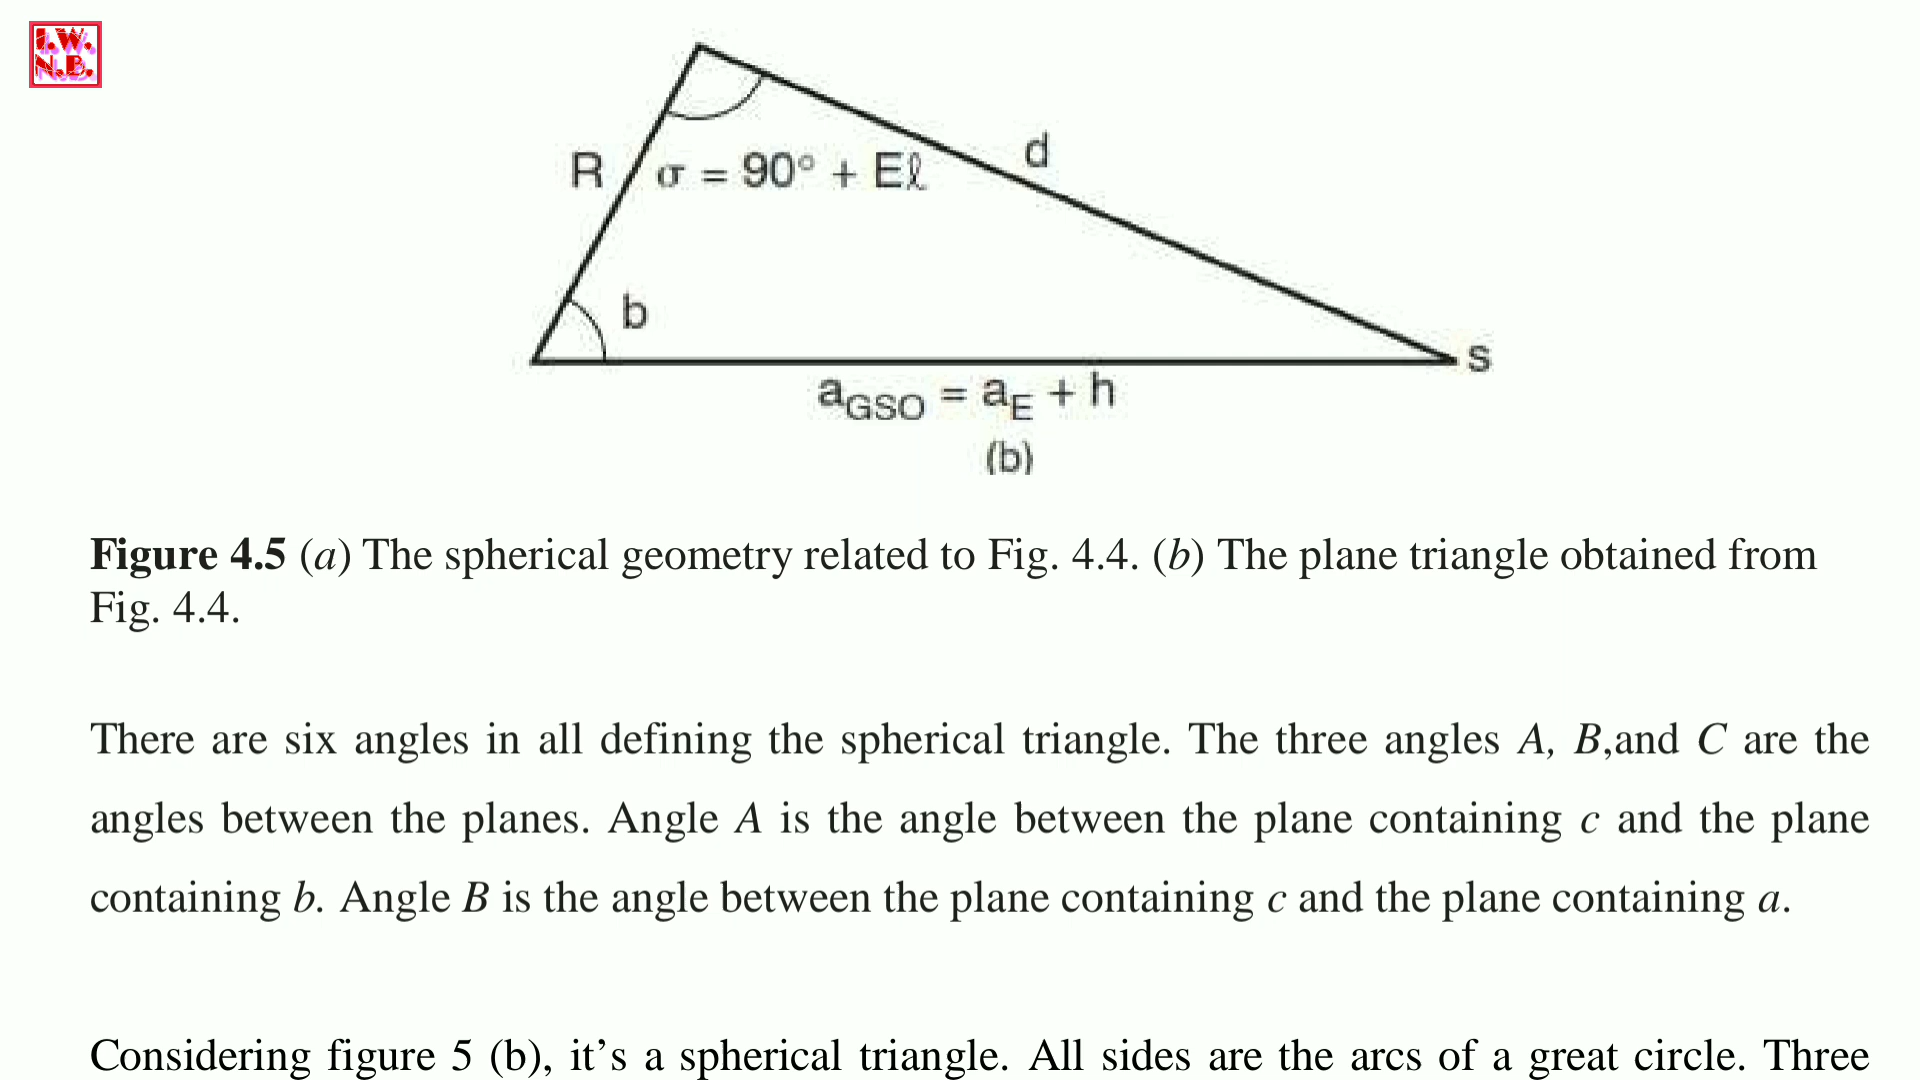 I.W.
N.B.
R
σ = 90° + Eℓ
d
b
s
aGSO = aE + h
(b)
Figure 4.5 (a) The spherical geometry related to Fig. 4.4. (b) The plane triangle obtained from
Fig. 4.4.
There are six angles in all defining the spherical triangle. The three angles A, B,and C are the
angles between the planes. Angle A is the angle between the plane containing c and the plane
containing b. Angle B is the angle between the plane containing c and the plane containing a.
Considering figure 5 (b), it’s a spherical triangle. All sides are the arcs of a great circle. Three